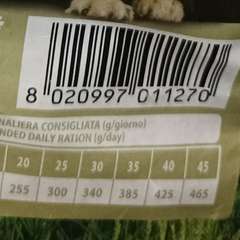 8 020997 011270
NALIERA CONSIGLIATA (g/giorno)
NDED DAILY RATION (g/day)
20 25 30 35 40 45
255 300 340 385 425 465